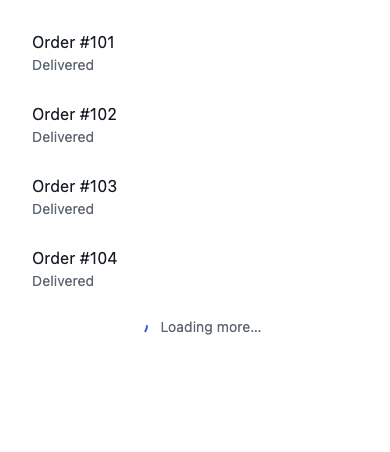 Order #101
Delivered
Order #102
Delivered
Order #103
Delivered
Order #104
Delivered
Loading more...